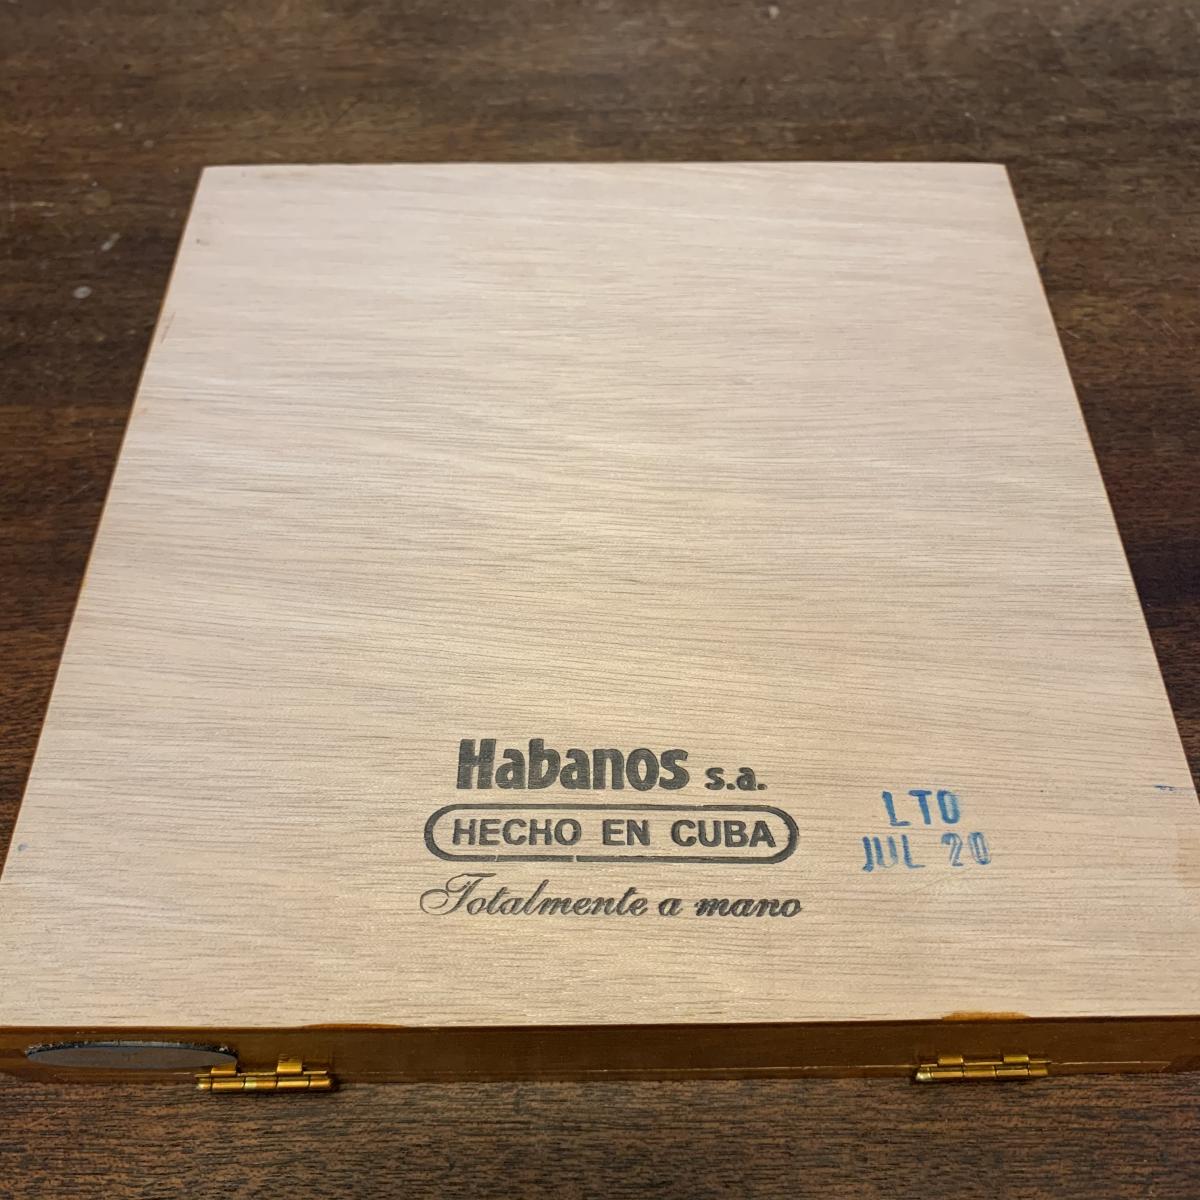 Habanos s.a.
HECHO EN CUBA
Totalmente a mano
LTO
JUL 20